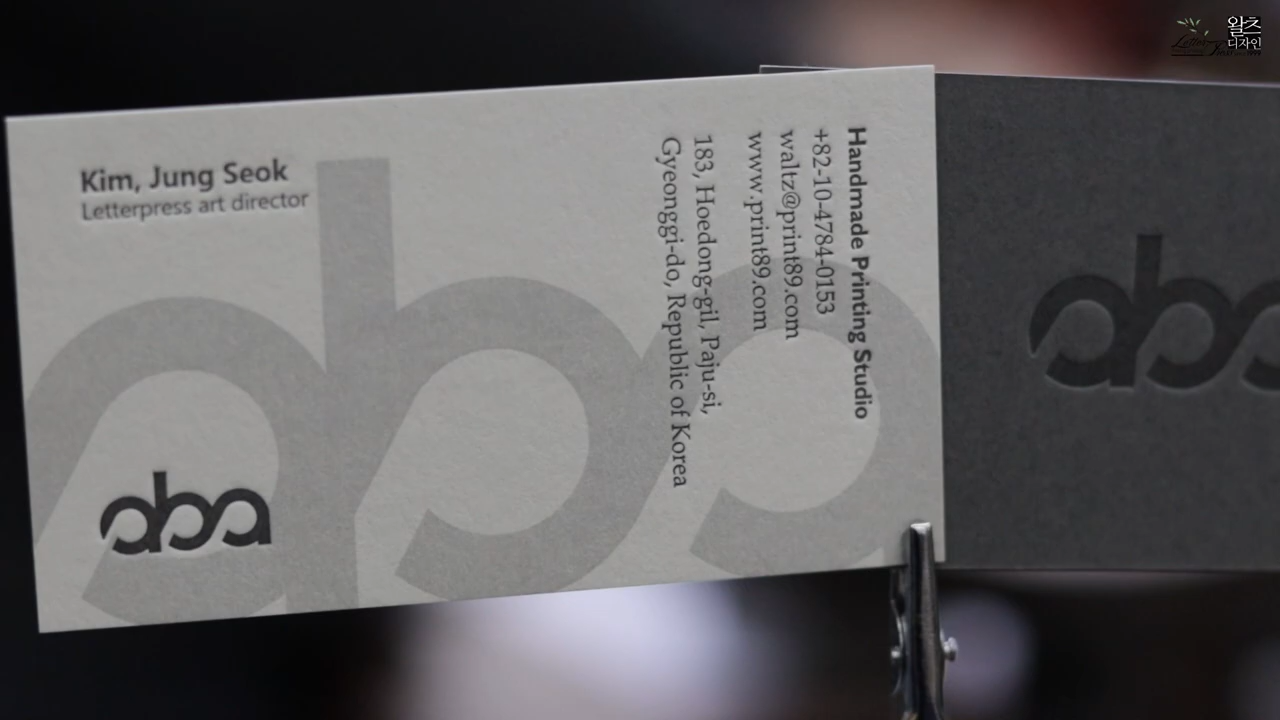 Kim, Jung Seok
Letterpress art director
aba
Handmade Printing Studio
+82-10-4784-0153
waltz@print89.com
www.print89.com
183, Hoedong-gil, Paju-si,
Gyeonggi-do, Republic of Korea
aba
aba
왈츠
디자인